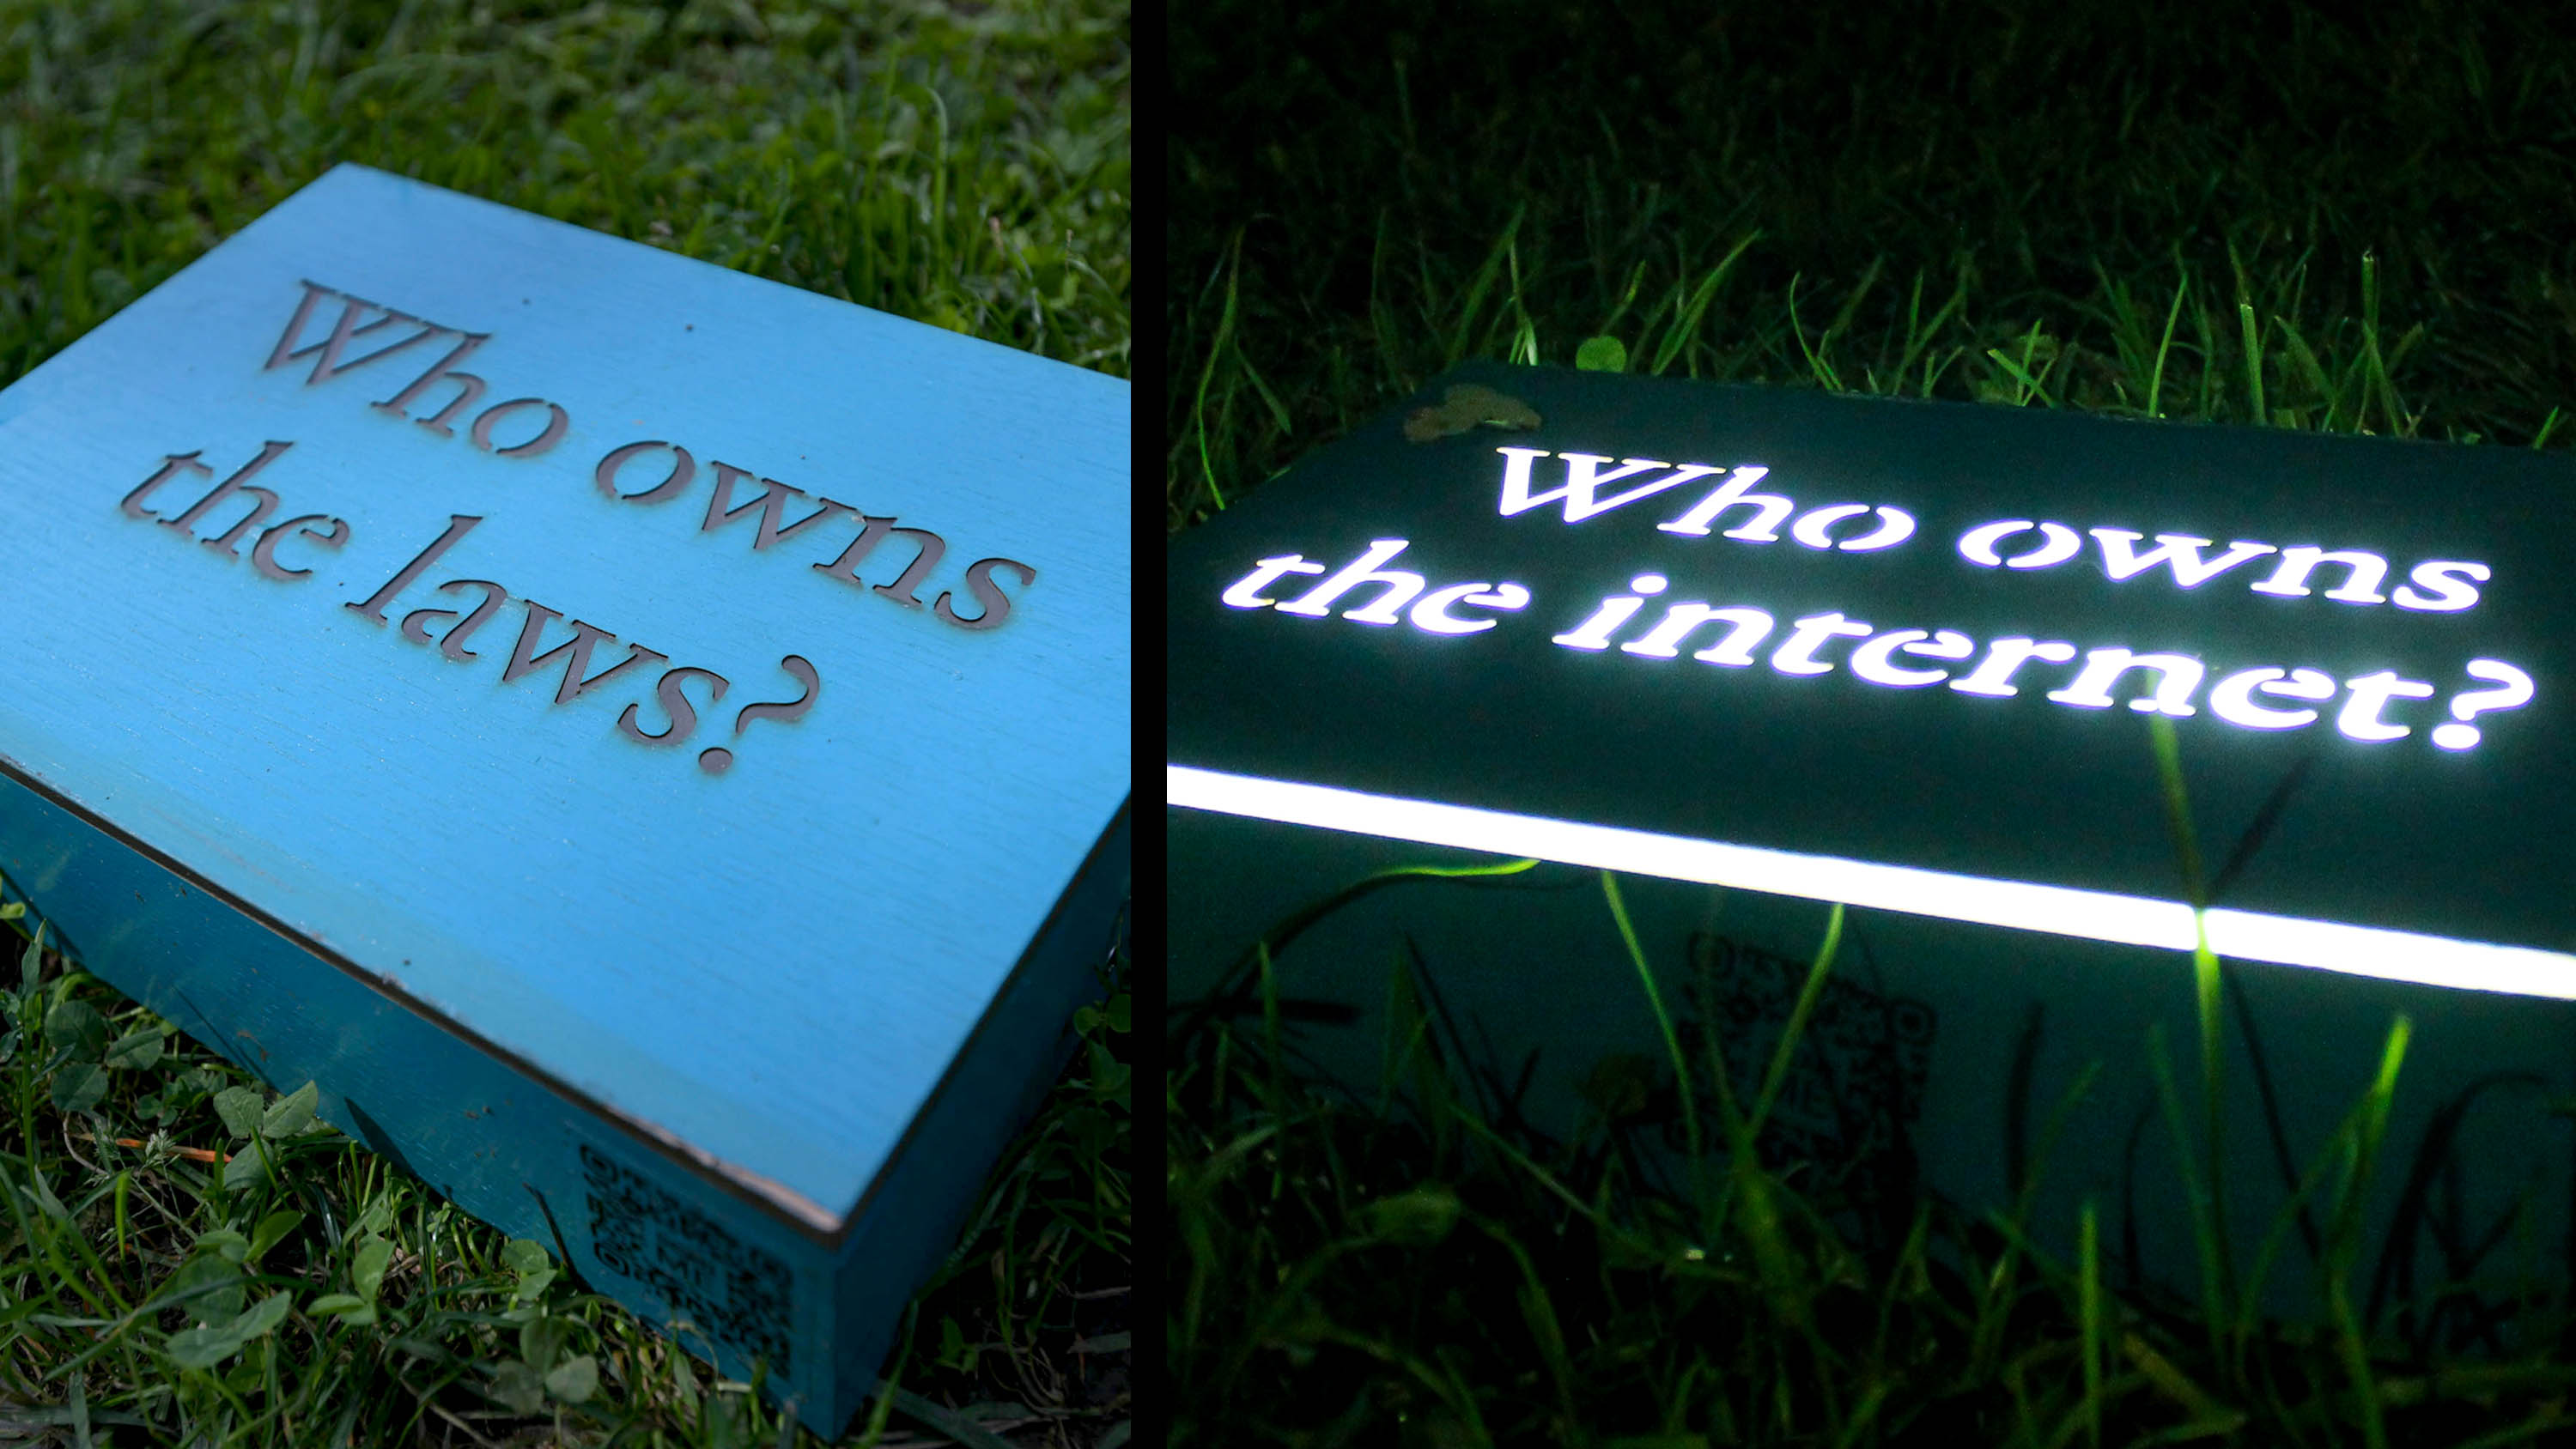 Who owns
the laws?
Who owns
the internet?